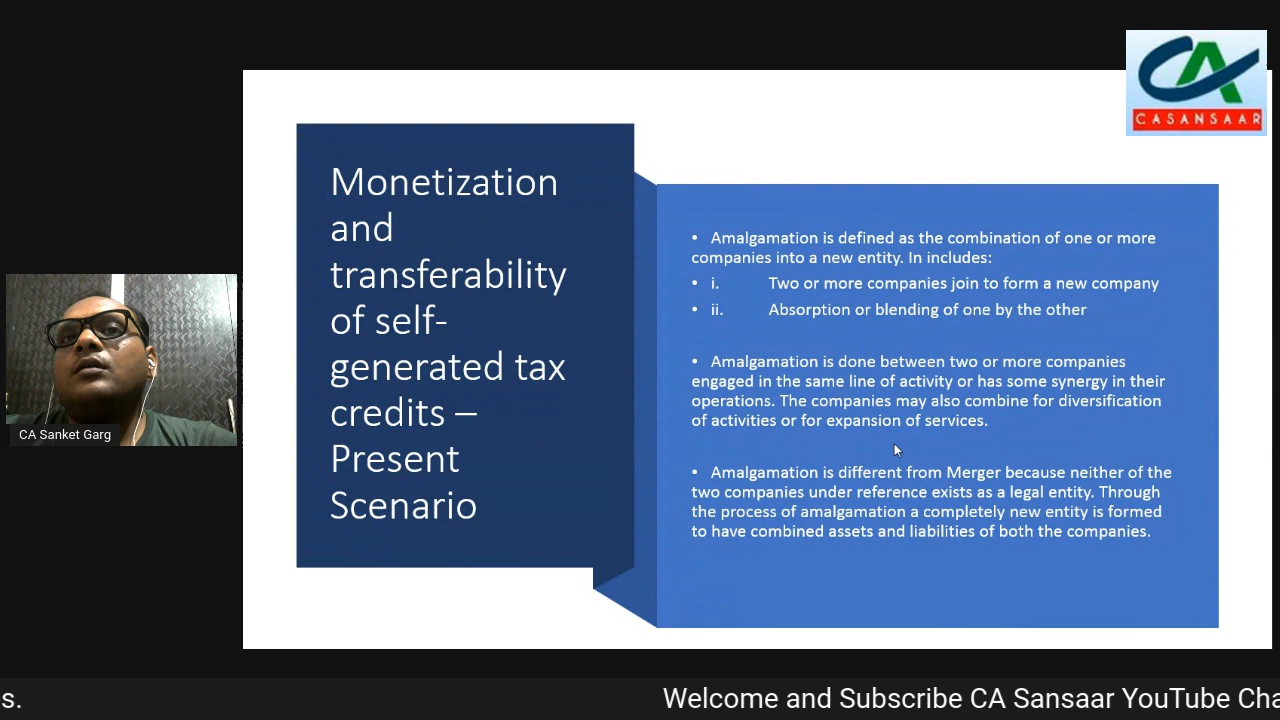 CASANSAAR
Monetization
and
transferability
of self-
generated tax
credits –
Present
Scenario
• Amalgamation is defined as the combination of one or more
companies into a new entity. In includes:
• i. Two or more companies join to form a new company
• ii. Absorption or blending of one by the other
• Amalgamation is done between two or more companies
engaged in the same line of activity or has some synergy in their
operations. The companies may also combine for diversification
of activities or for expansion of services.
• Amalgamation is different from Merger because neither of the
two companies under reference exists as a legal entity. Through
the process of amalgamation a completely new entity is formed
to have combined assets and liabilities of both the companies.
CA Sanket Garg
s. Welcome and Subscribe CA Sansaar YouTube Cha